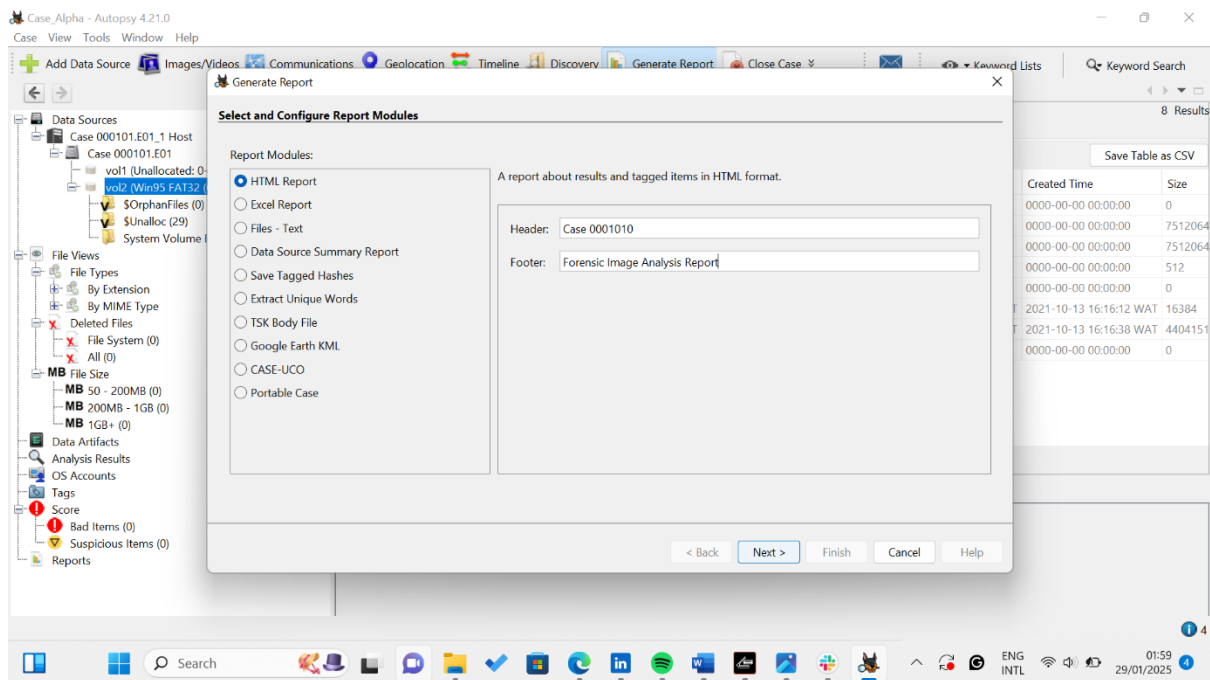 Case_Alpha - Autopsy 4.21.0
Case View Tools Window Help
Add Data Source Images/Videos Communications Geolocation Timeline Discovery Generate Report Close Case Keyword Lists Keyword Search
Generate Report
8 Results
Select and Configure Report Modules
Save Table as CSV
Data Sources
Case 000101.E01_1 Host
Case 000101.E01
vol1 (Unallocated: 0-
vol2 (Win95 FAT32 (
$OrphanFiles (0)
$Unalloc (29)
System Volume I
File Views
File Types
By Extension
By MIME Type
Deleted Files
File System (0)
All (0)
MB File Size
MB 50 - 200MB (0)
MB 200MB - 1GB (0)
MB 1GB+ (0)
Data Artifacts
Analysis Results
OS Accounts
Tags
Score
Bad Items (0)
Suspicious Items (0)
Reports
Report Modules:
HTML Report
Excel Report
Files - Text
Data Source Summary Report
Save Tagged Hashes
Extract Unique Words
TSK Body File
Google Earth KML
CASE-UCO
Portable Case
A report about results and tagged items in HTML format.
Header: Case 0001010
Footer: Forensic Image Analysis Report
< Back Next > Finish Cancel Help
Created Time Size
0000-00-00 00:00:00 0
0000-00-00 00:00:00 7512064
0000-00-00 00:00:00 7512064
0000-00-00 00:00:00 512
0000-00-00 00:00:00 0
T 2021-10-13 16:16:12 WAT 16384
T 2021-10-13 16:16:38 WAT 4404151
0000-00-00 00:00:00 0
4
Search
ENG
INTL
01:59
29/01/2025
4